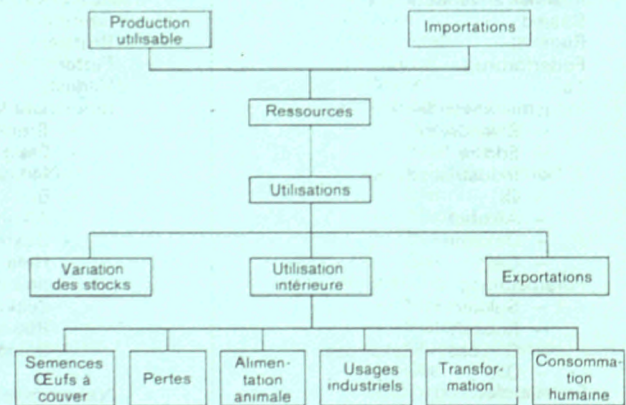 Production
utilisable
Importations
Ressources
Utilisations
Variation
des stocks
Utilisation
intérieure
Exportations
Semences
Œufs à
couver
Pertes
Alimen-
tation
animale
Usages
industriels
Transfor-
mation
Consomma-
tion
humaine